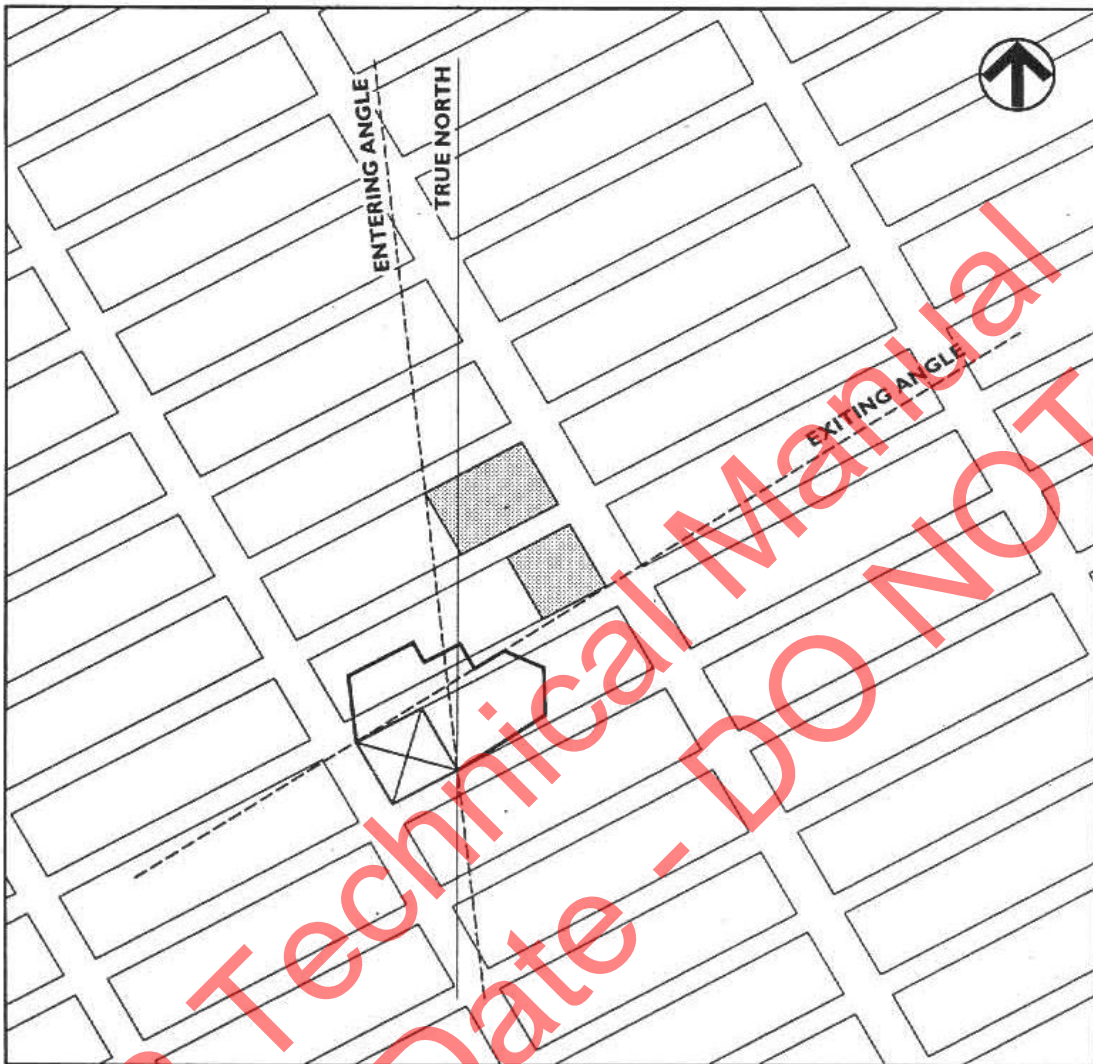 ENTERING ANGLE
TRUE NORTH
EXITING ANGLE
Technical Manual
Date - DO NOT